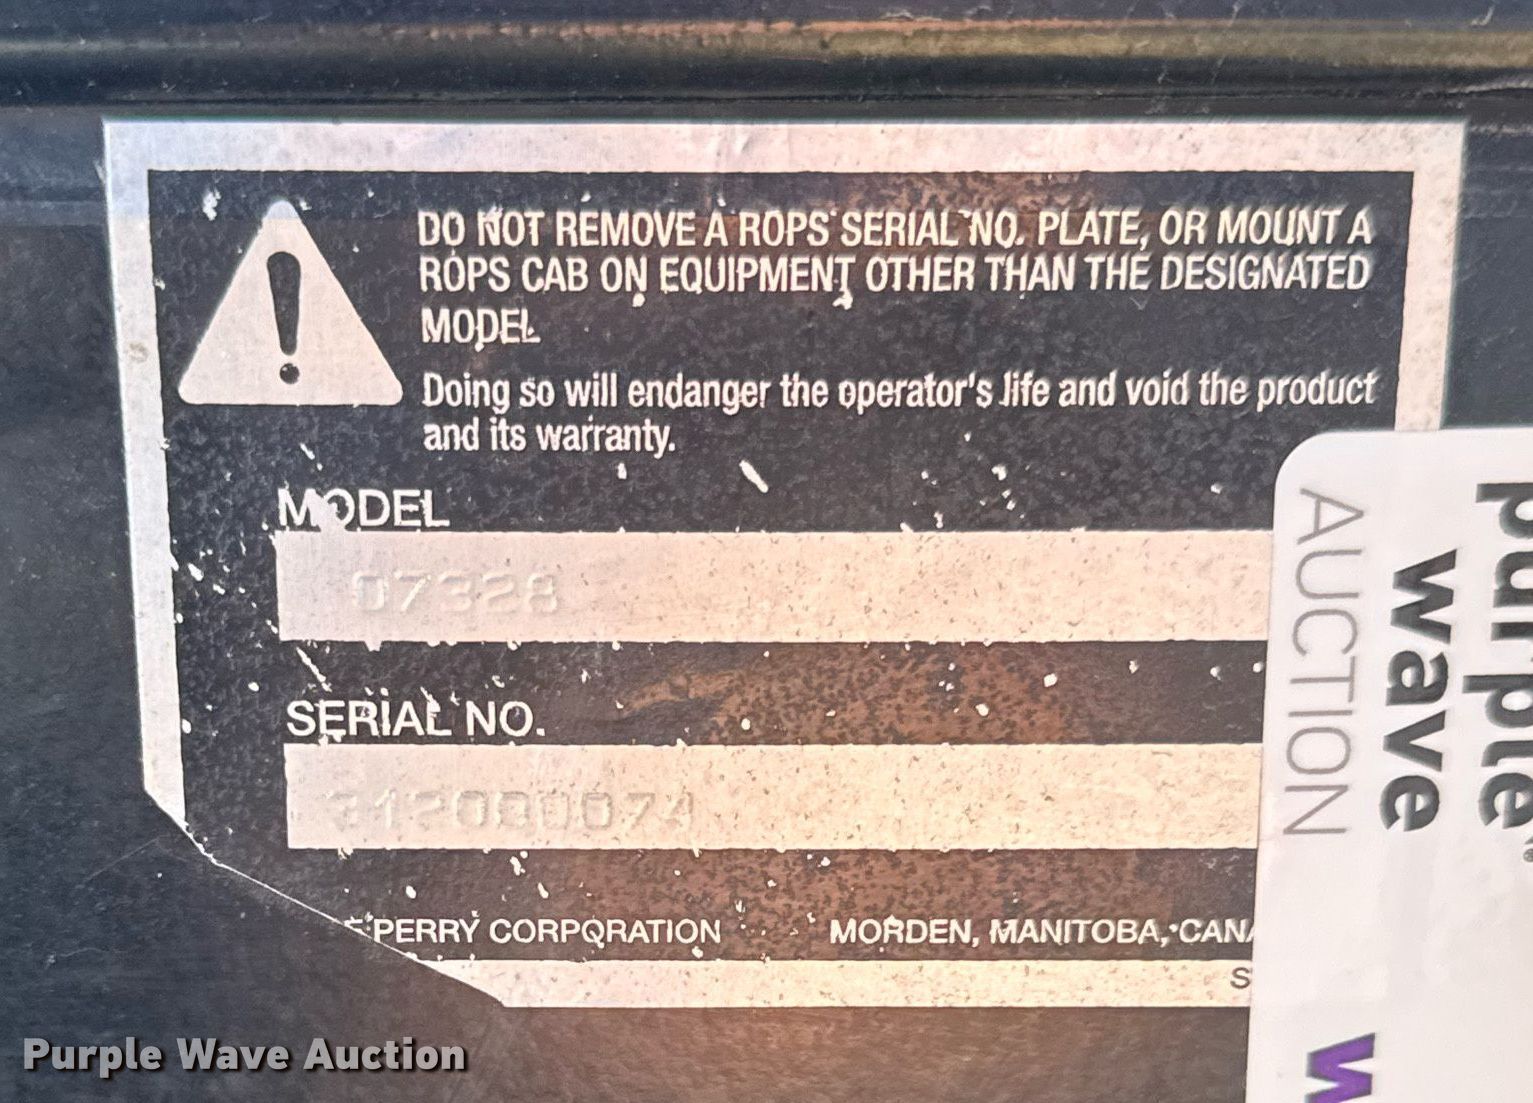 DO NOT REMOVE A ROPS SERIAL NO. PLATE, OR MOUNT A
ROPS CAB ON EQUIPMENT OTHER THAN THE DESIGNATED
MODEL
Doing so will endanger the operator's life and void the product
and its warranty.
MODEL
07328
SERIAL NO.
312000074
PERRY CORPORATION MORDEN, MANITOBA, CANA
purple
wave
AUCTION
Purple Wave Auction